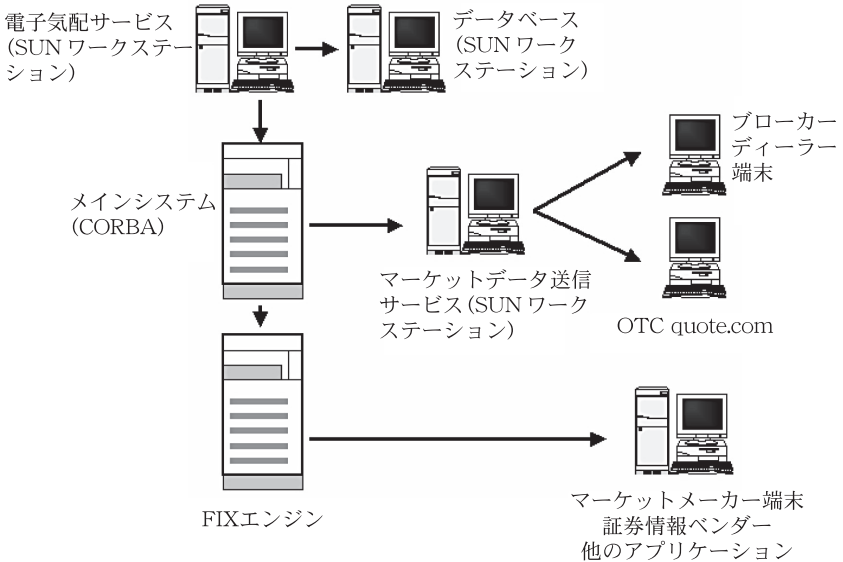 電子気配サービス
(SUN ワークステー
ション)
データベース
(SUN ワーク
ステーション)
ブローカー
ディーラー
端末
メインシステム
(CORBA)
マーケットデータ送信
サービス(SUN ワーク
ステーション)
OTC quote.com
FIXエンジン
マーケットメーカー端末
証券情報ベンダー
他のアプリケーション